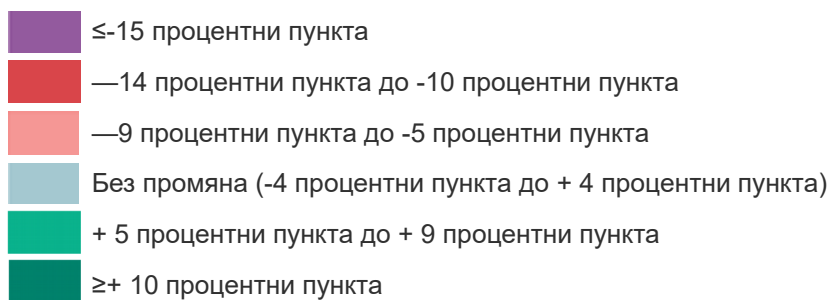 ≤-15 процентни пункта
—14 процентни пункта до -10 процентни пункта
—9 процентни пункта до -5 процентни пункта
Без промяна (-4 процентни пункта до + 4 процентни пункта)
+ 5 процентни пункта до + 9 процентни пункта
≥+ 10 процентни пункта